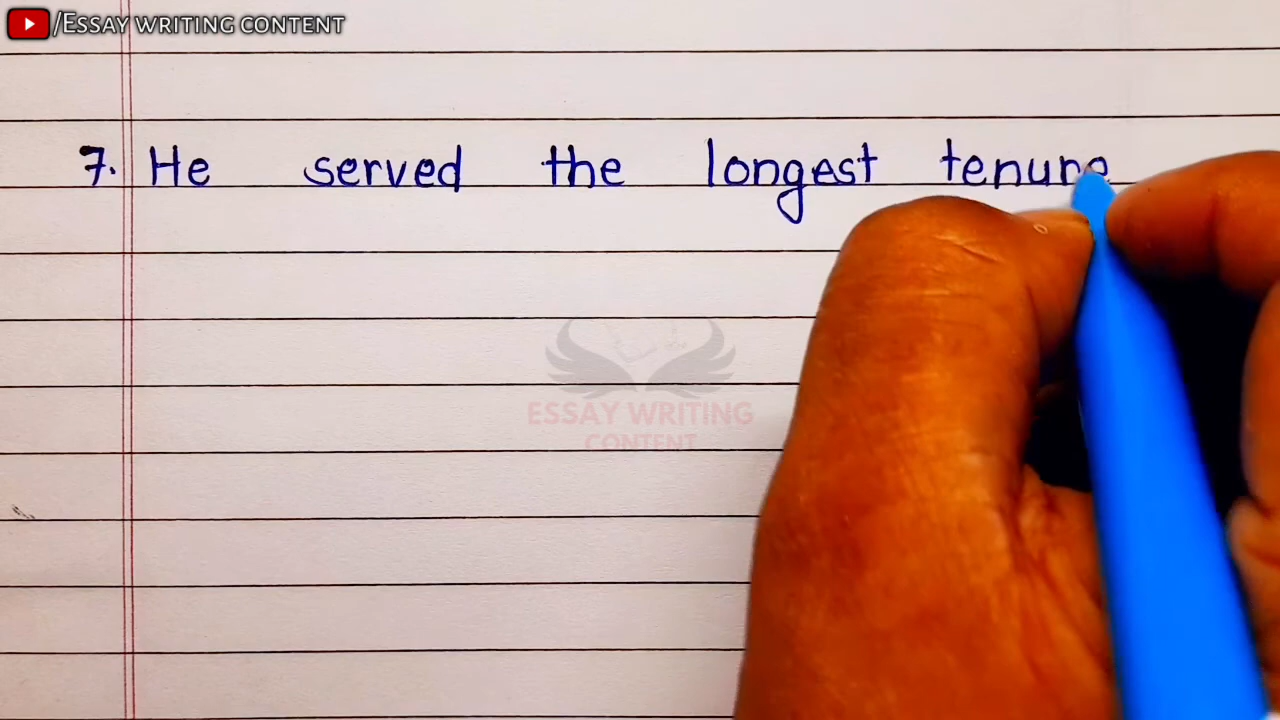 /ESSAY WRITING CONTENT
7. He served the longest tenure
ESSAY WRITING
CONTENT